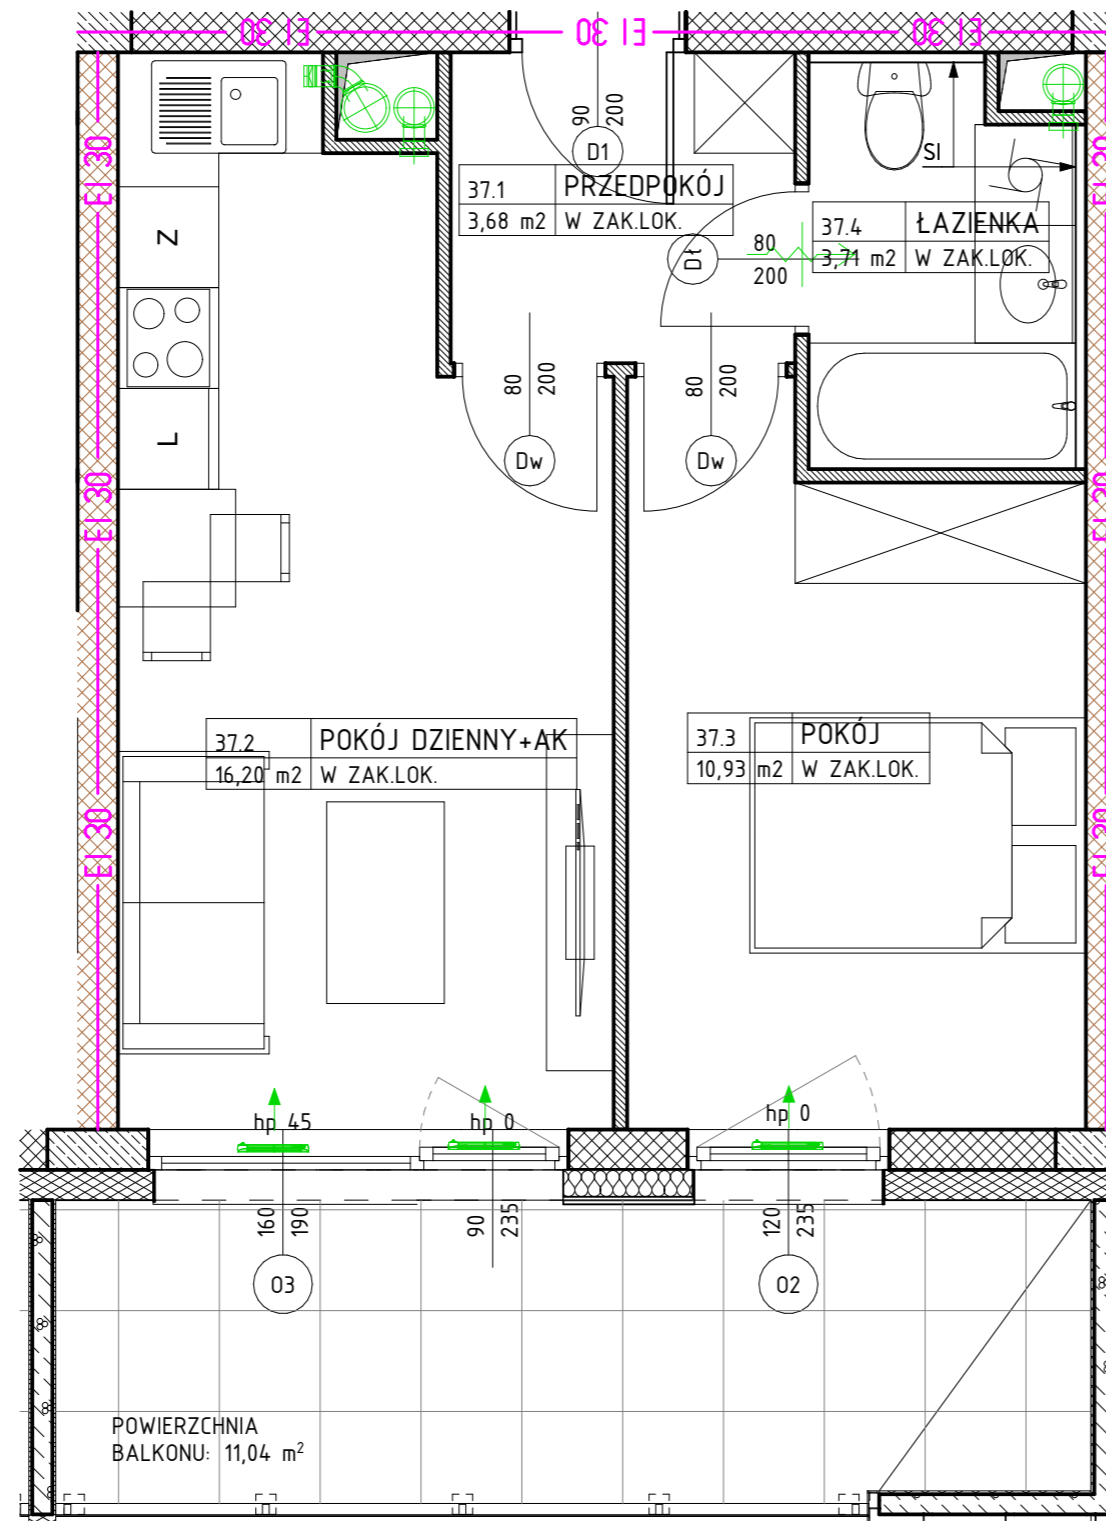 EI 30
EI 30
EI 30
90
200
D1
SI
EI 30
EI 30
37.1 PRZEDPOKÓJ
3,68 m2 W ZAK.LOK.
37.4 ŁAZIENKA
3,71 m2 W ZAK.LOK.
Z
Dł
80
200
80
200
80
200
L
Dw
Dw
EI 30
EI 30
37.2 POKÓJ DZIENNY+AK
16,20 m2 W ZAK.LOK.
37.3 POKÓJ
10,93 m2 W ZAK.LOK.
EI 30
EI 30
hp 45
hp 0
hp 0
160
190
90
235
120
235
O3
O2
POWIERZCHNIA
BALKONU: 11,04 m²